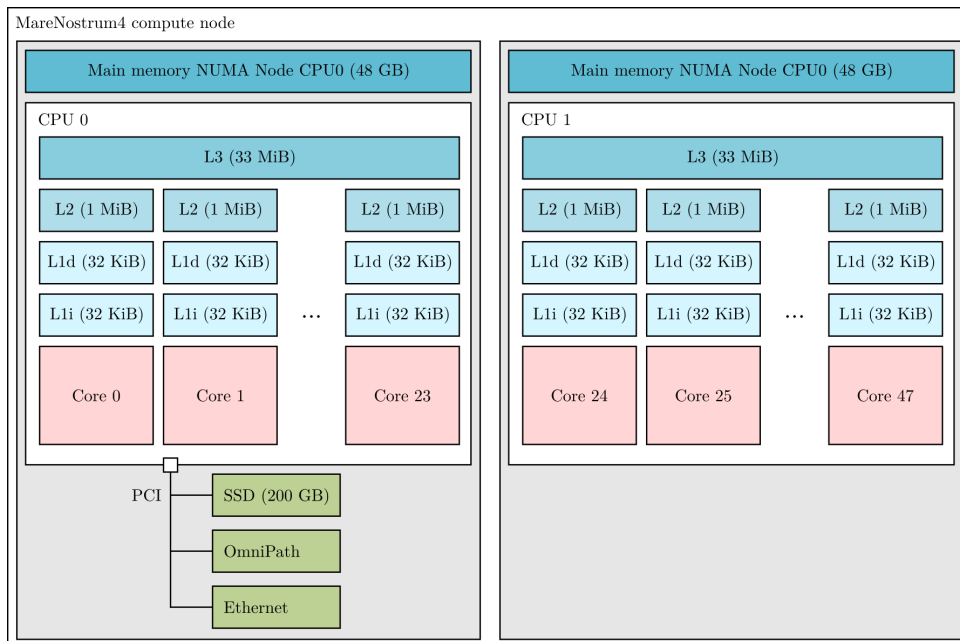 MareNostrum4 compute node
Main memory NUMA Node CPU0 (48 GB)
CPU 0
L3 (33 MiB)
L2 (1 MiB) L2 (1 MiB) L2 (1 MiB)
L1d (32 KiB) L1d (32 KiB) L1d (32 KiB)
L1i (32 KiB) L1i (32 KiB) ... L1i (32 KiB)
Core 0 Core 1 Core 23
PCI
SSD (200 GB)
OmniPath
Ethernet
Main memory NUMA Node CPU0 (48 GB)
CPU 1
L3 (33 MiB)
L2 (1 MiB) L2 (1 MiB) L2 (1 MiB)
L1d (32 KiB) L1d (32 KiB) L1d (32 KiB)
L1i (32 KiB) L1i (32 KiB) ... L1i (32 KiB)
Core 24 Core 25 Core 47